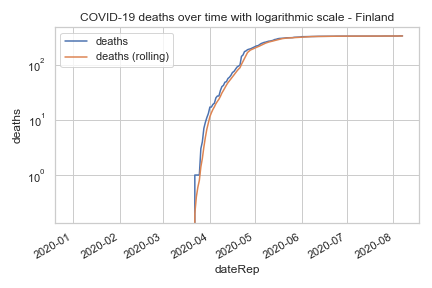 COVID-19 deaths over time with logarithmic scale - Finland
deaths
deaths (rolling)
10²
10¹
10⁰
deaths
2020-01
2020-02
2020-03
2020-04
2020-05
2020-06
2020-07
2020-08
dateRep